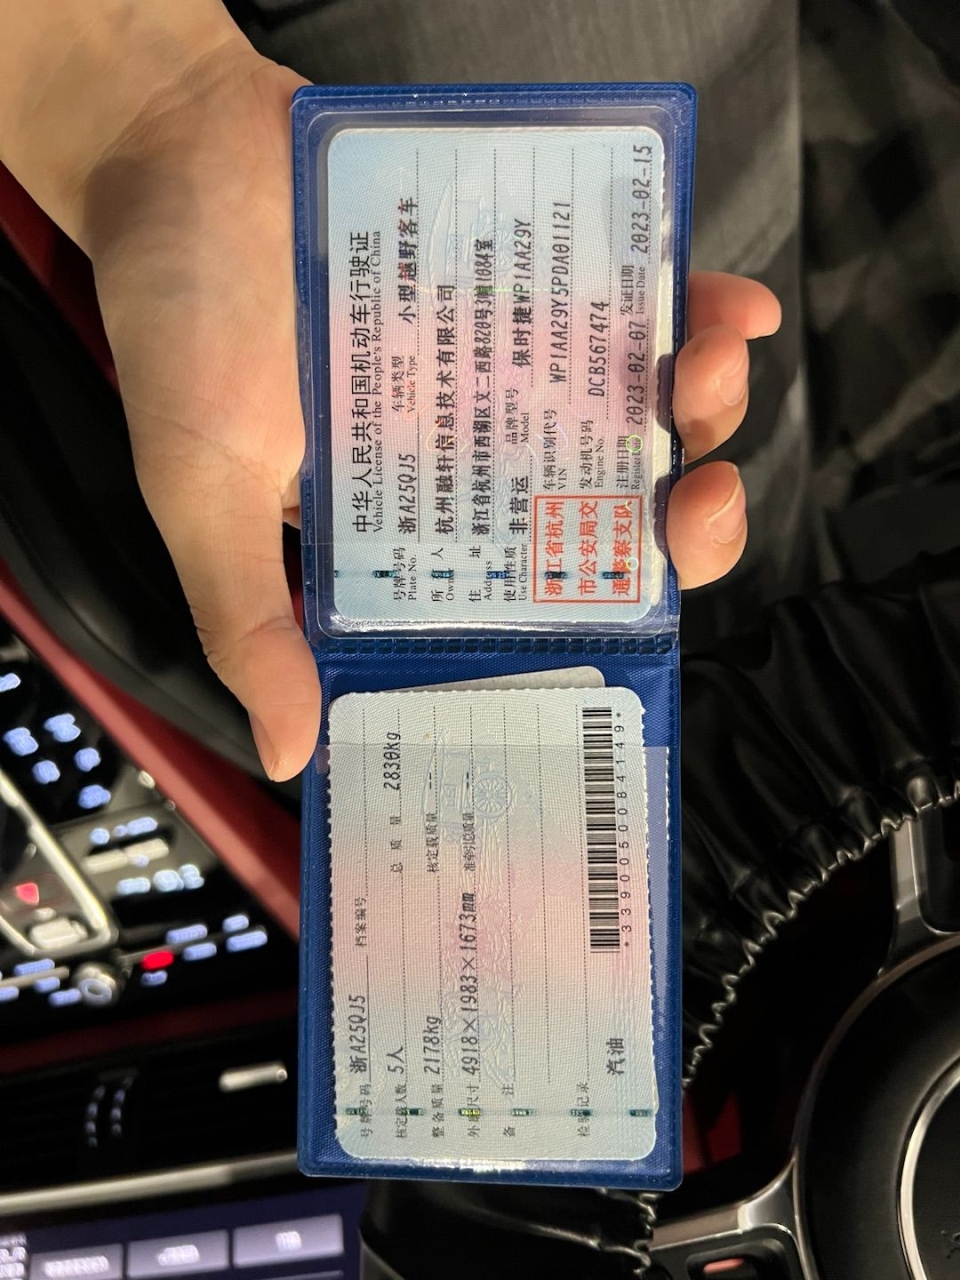 中华人民共和国机动车行驶证
Vehicle License of the People's Republic of China
号牌号码 浙A25QJ5 车辆类型 小型越野客车
Plate No. Vehicle Type
所有人 杭州融轩信息技术有限公司
Owner
住址 浙江省杭州市西湖区文二西路820号3幢1084室
Address
使用性质 非营运 品牌型号 保时捷WP1AA29Y
Use Character Model
浙江省杭州市公安局交通警察支队
车辆识别代号 WP1AA29Y5PDA01121
VIN
发动机号码 DCB567474
Engine No.
注册日期 2023-02-07 发证日期 2023-02-15
Register Date Issue Date
号牌号码 浙A25QJ5 档案编号
核定载人数 5人 总质量 2830kg
整备质量 2178kg 核定载质量 --
外廓尺寸 4918×1983×1673mm 准牵引总质量 --
备注
检验记录
汽油
*3390050084149*